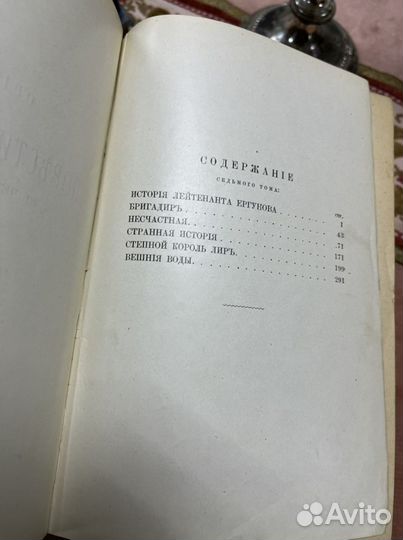 СОДЕРЖАНІЕ
СЕДЬМОГО ТОМА:
стр.
ИСТОРІЯ ЛЕЙТЕНАНТА ЕРГУНОВА . . . . . 1
БРИГАДИРЪ. . . . . . . . . . . . 43
НЕСЧАСТНАЯ. . . . . . . . . . . . 71
СТРАННАЯ ИСТОРІЯ . . . . . . . . . . 171
СТЕПНОЙ КОРОЛЬ ЛИРЪ. . . . . . . . . 199
ВЕШНІЯ ВОДЫ. . . . . . . . . . . . 291
Avito